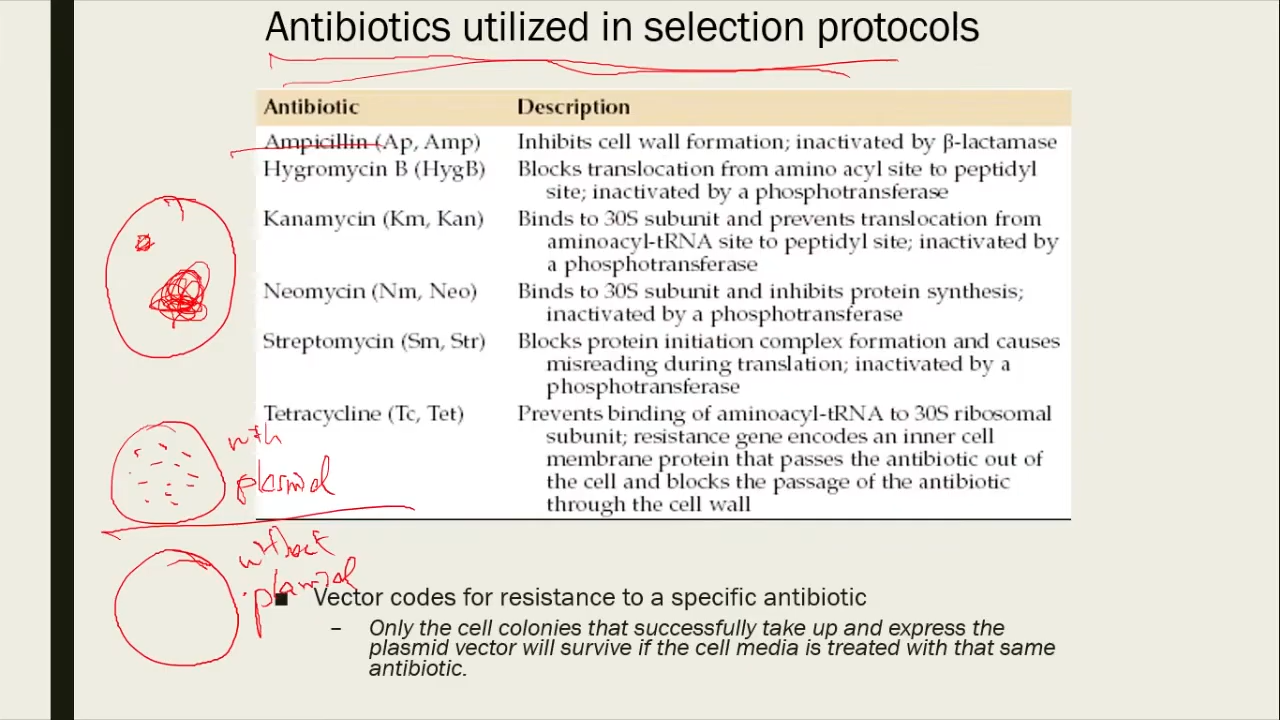 Antibiotics utilized in selection protocols
Antibiotic Description
Ampicillin (Ap, Amp) Inhibits cell wall formation; inactivated by β-lactamase
Hygromycin B (HygB) Blocks translocation from amino acyl site to peptidyl
site; inactivated by a phosphotransferase
Kanamycin (Km, Kan) Binds to 30S subunit and prevents translocation from
aminoacyl-tRNA site to peptidyl site; inactivated by
a phosphotransferase
Neomycin (Nm, Neo) Binds to 30S subunit and inhibits protein synthesis;
inactivated by a phosphotransferase
Streptomycin (Sm, Str) Blocks protein initiation complex formation and causes
misreading during translation; inactivated by a
phosphotransferase
Tetracycline (Tc, Tet) Prevents binding of aminoacyl-tRNA to 30S ribosomal
subunit; resistance gene encodes an inner cell
membrane protein that passes the antibiotic out of
the cell and blocks the passage of the antibiotic
through the cell wall
with
plasmid
without
plasmid
■ Vector codes for resistance to a specific antibiotic
– Only the cell colonies that successfully take up and express the
plasmid vector will survive if the cell media is treated with that same
antibiotic.